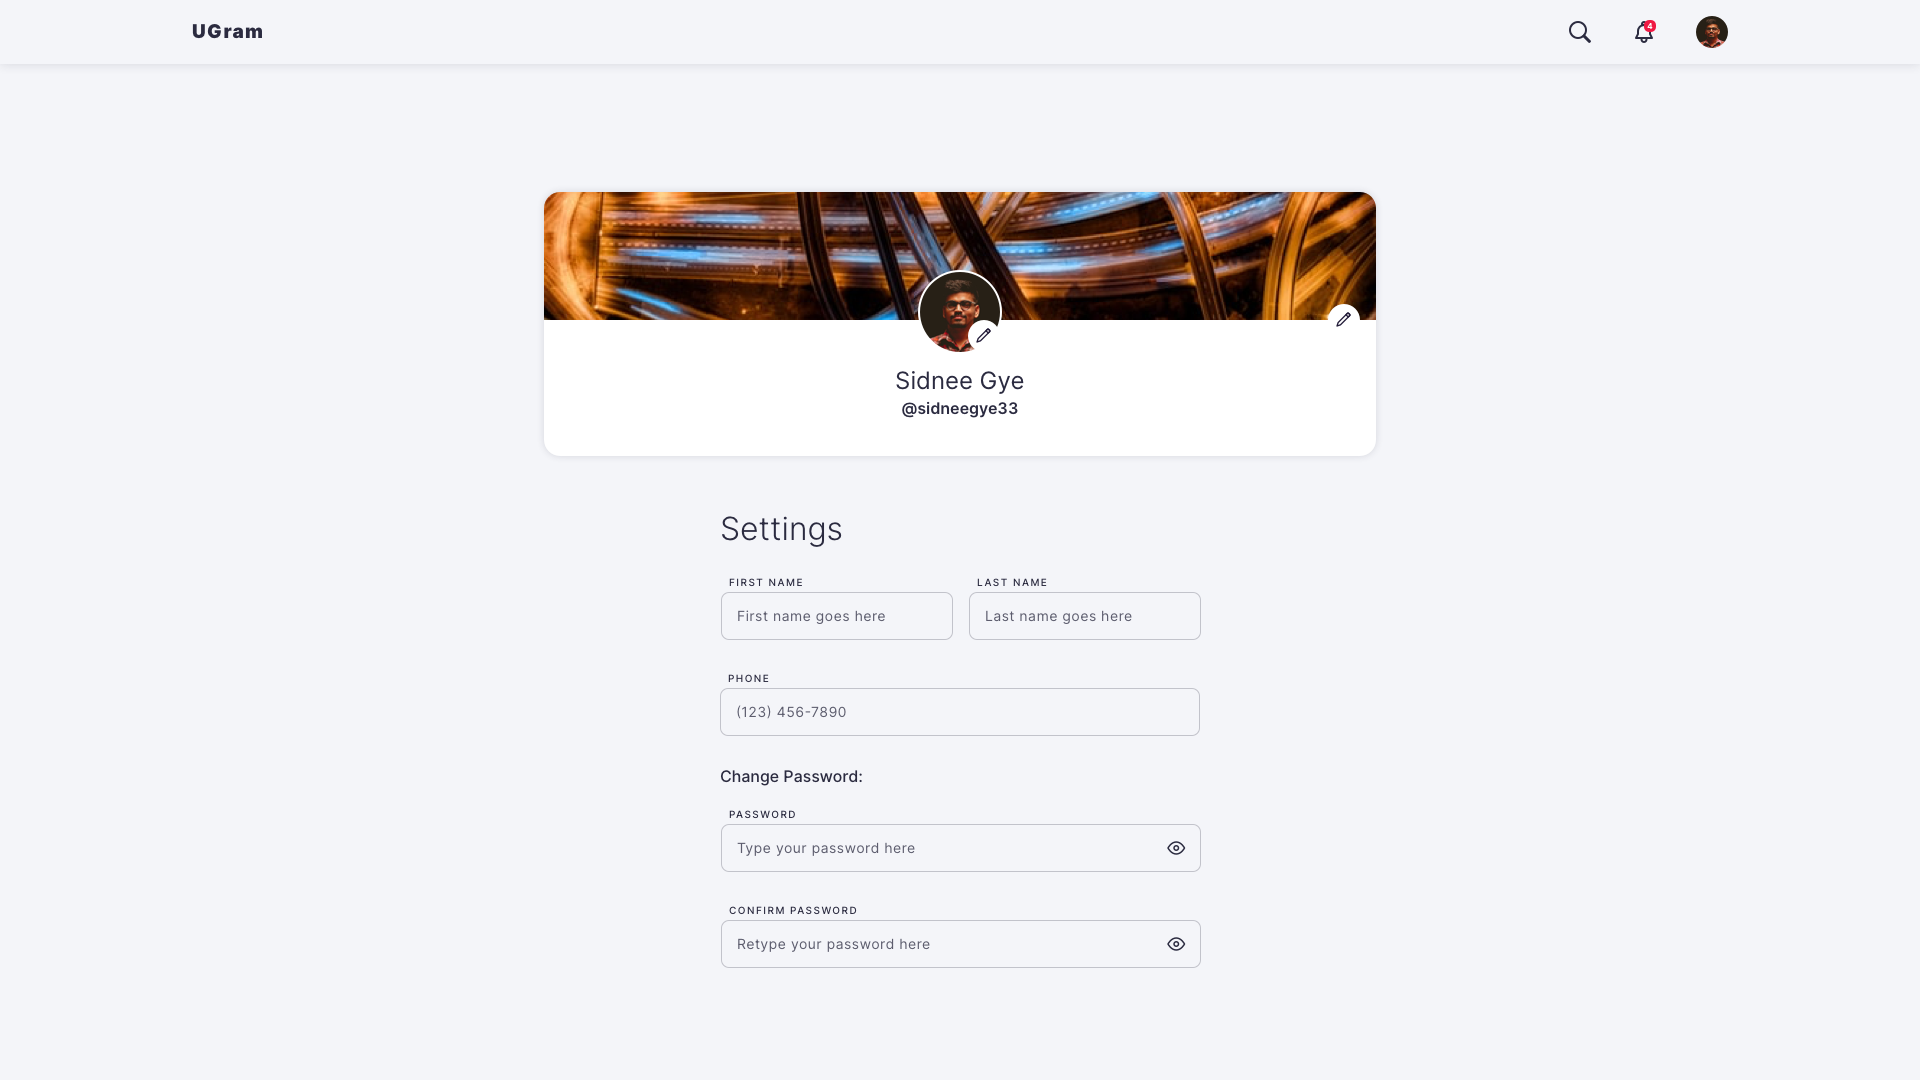 UGram
4
Sidnee Gye
@sidneegye33
Settings
FIRST NAME
LAST NAME
First name goes here
Last name goes here
PHONE
(123) 456-7890
Change Password:
PASSWORD
Type your password here
CONFIRM PASSWORD
Retype your password here